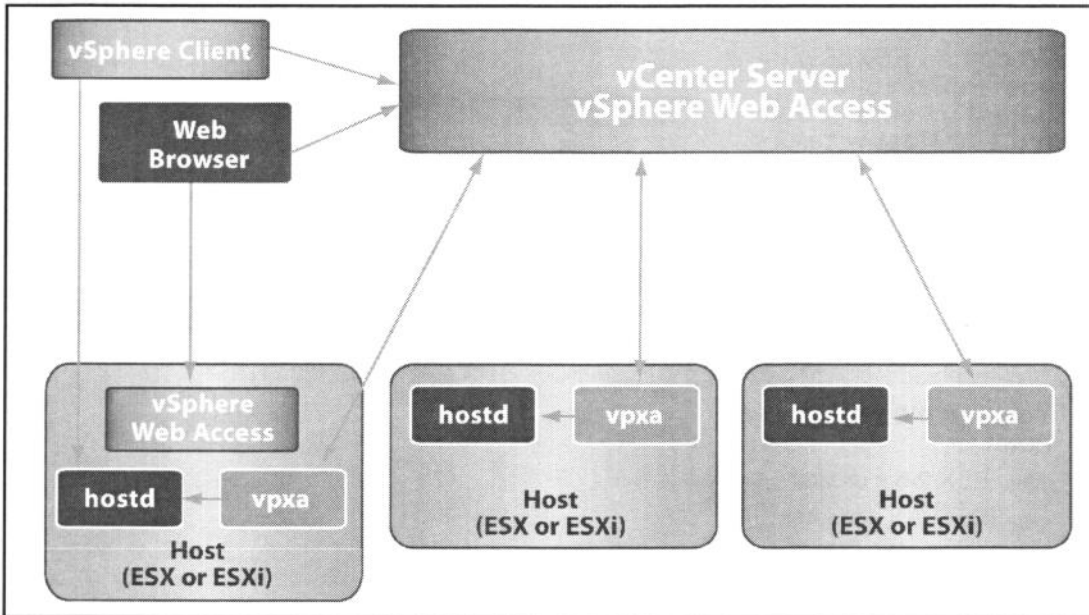 vSphere Client
vCenter Server
vSphere Web Access
Web
Browser
vSphere
Web Access
hostd
vpxa
Host
(ESX or ESXi)
hostd
vpxa
Host
(ESX or ESXi)
hostd
vpxa
Host
(ESX or ESXi)